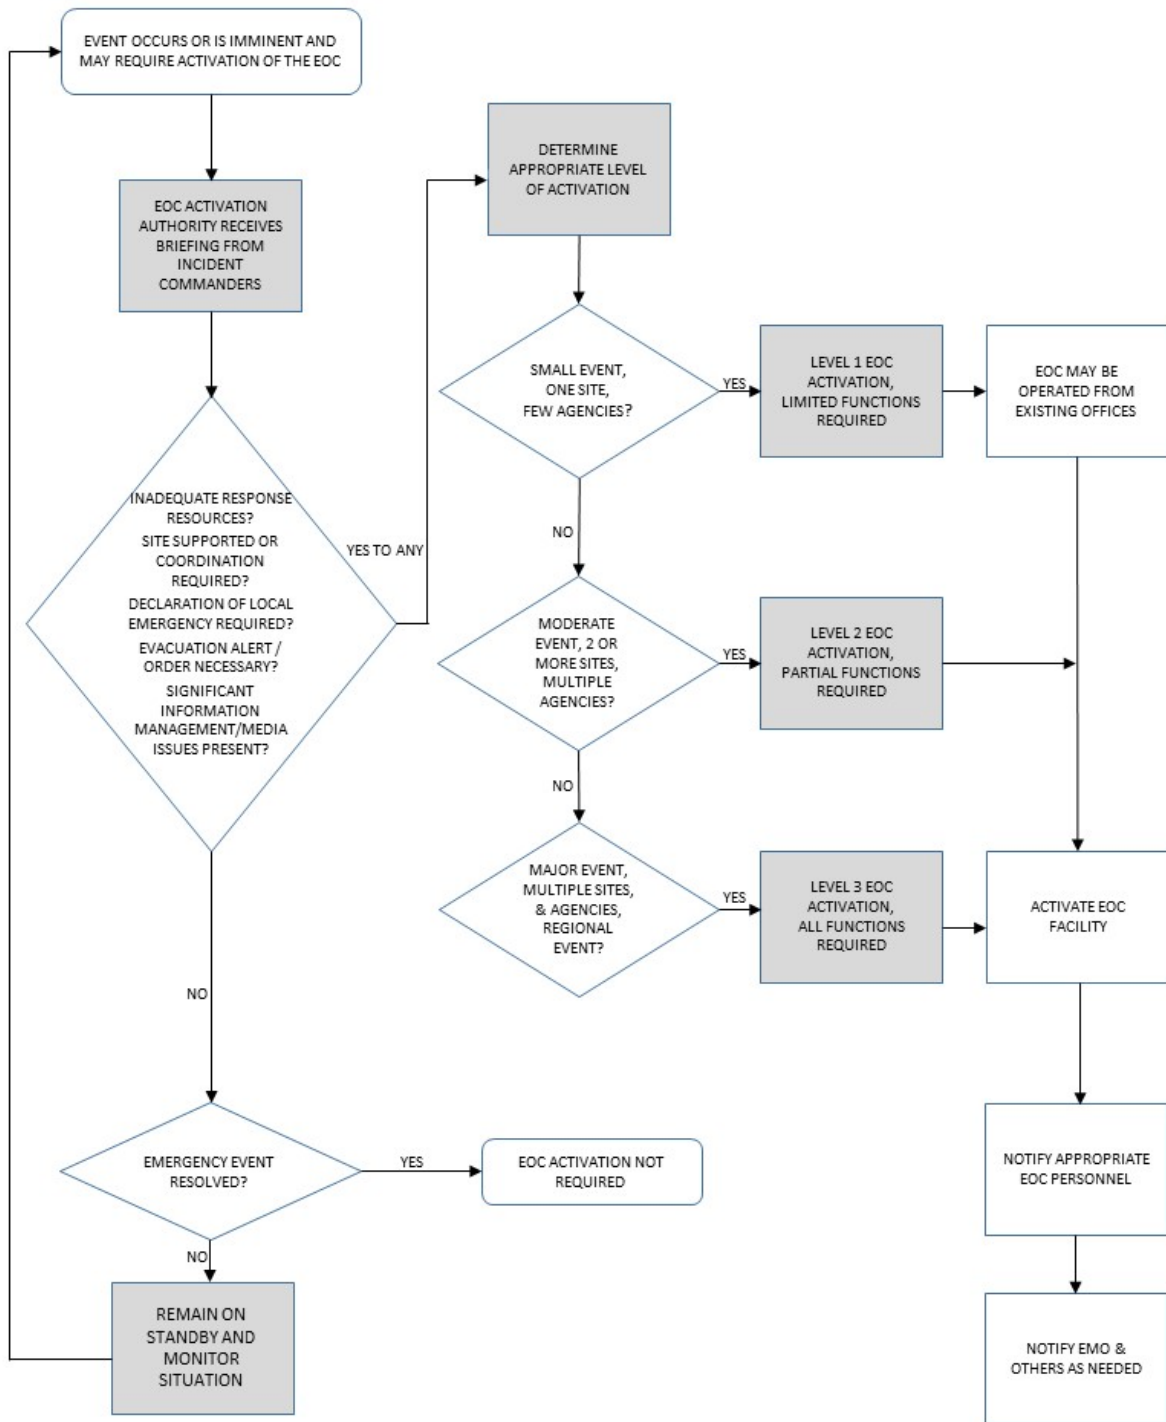 EVENT OCCURS OR IS IMMINENT AND
MAY REQUIRE ACTIVATION OF THE EOC
EOC ACTIVATION
AUTHORITY RECEIVES
BRIEFING FROM
INCIDENT
COMMANDERS
INADEQUATE RESPONSE
RESOURCES?
SITE SUPPORTED OR
COORDINATION
REQUIRED?
DECLARATION OF LOCAL
EMERGENCY REQUIRED?
EVACUATION ALERT /
ORDER NECESSARY?
SIGNIFICANT
INFORMATION
MANAGEMENT/MEDIA
ISSUES PRESENT?
YES TO ANY
NO
EMERGENCY EVENT
RESOLVED?
YES
EOC ACTIVATION NOT
REQUIRED
NO
REMAIN ON
STANDBY AND
MONITOR
SITUATION
DETERMINE
APPROPRIATE LEVEL
OF ACTIVATION
SMALL EVENT,
ONE SITE,
FEW AGENCIES?
YES
LEVEL 1 EOC
ACTIVATION,
LIMITED FUNCTIONS
REQUIRED
EOC MAY BE
OPERATED FROM
EXISTING OFFICES
NO
MODERATE
EVENT, 2 OR
MORE SITES,
MULTIPLE
AGENCIES?
YES
LEVEL 2 EOC
ACTIVATION,
PARTIAL FUNCTIONS
REQUIRED
NO
MAJOR EVENT,
MULTIPLE SITES,
& AGENCIES,
REGIONAL
EVENT?
YES
LEVEL 3 EOC
ACTIVATION,
ALL FUNCTIONS
REQUIRED
ACTIVATE EOC
FACILITY
NOTIFY APPROPRIATE
EOC PERSONNEL
NOTIFY EMO &
OTHERS AS NEEDED